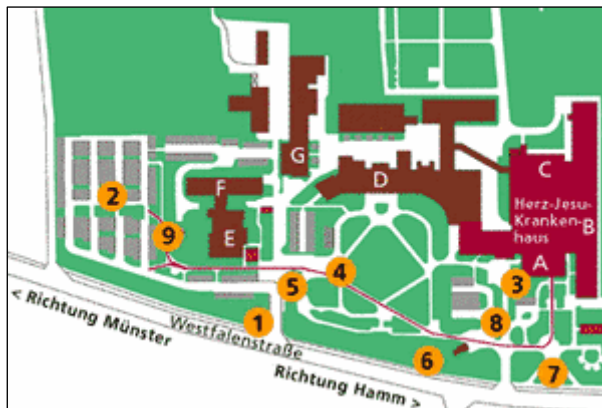 G
C
D
F
2
Herz-Jesu-
Kranken-
haus
B
E
9
A
4
3
5
< Richtung Münster
1
Westfalenstraße
8
6
Richtung Hamm >
7